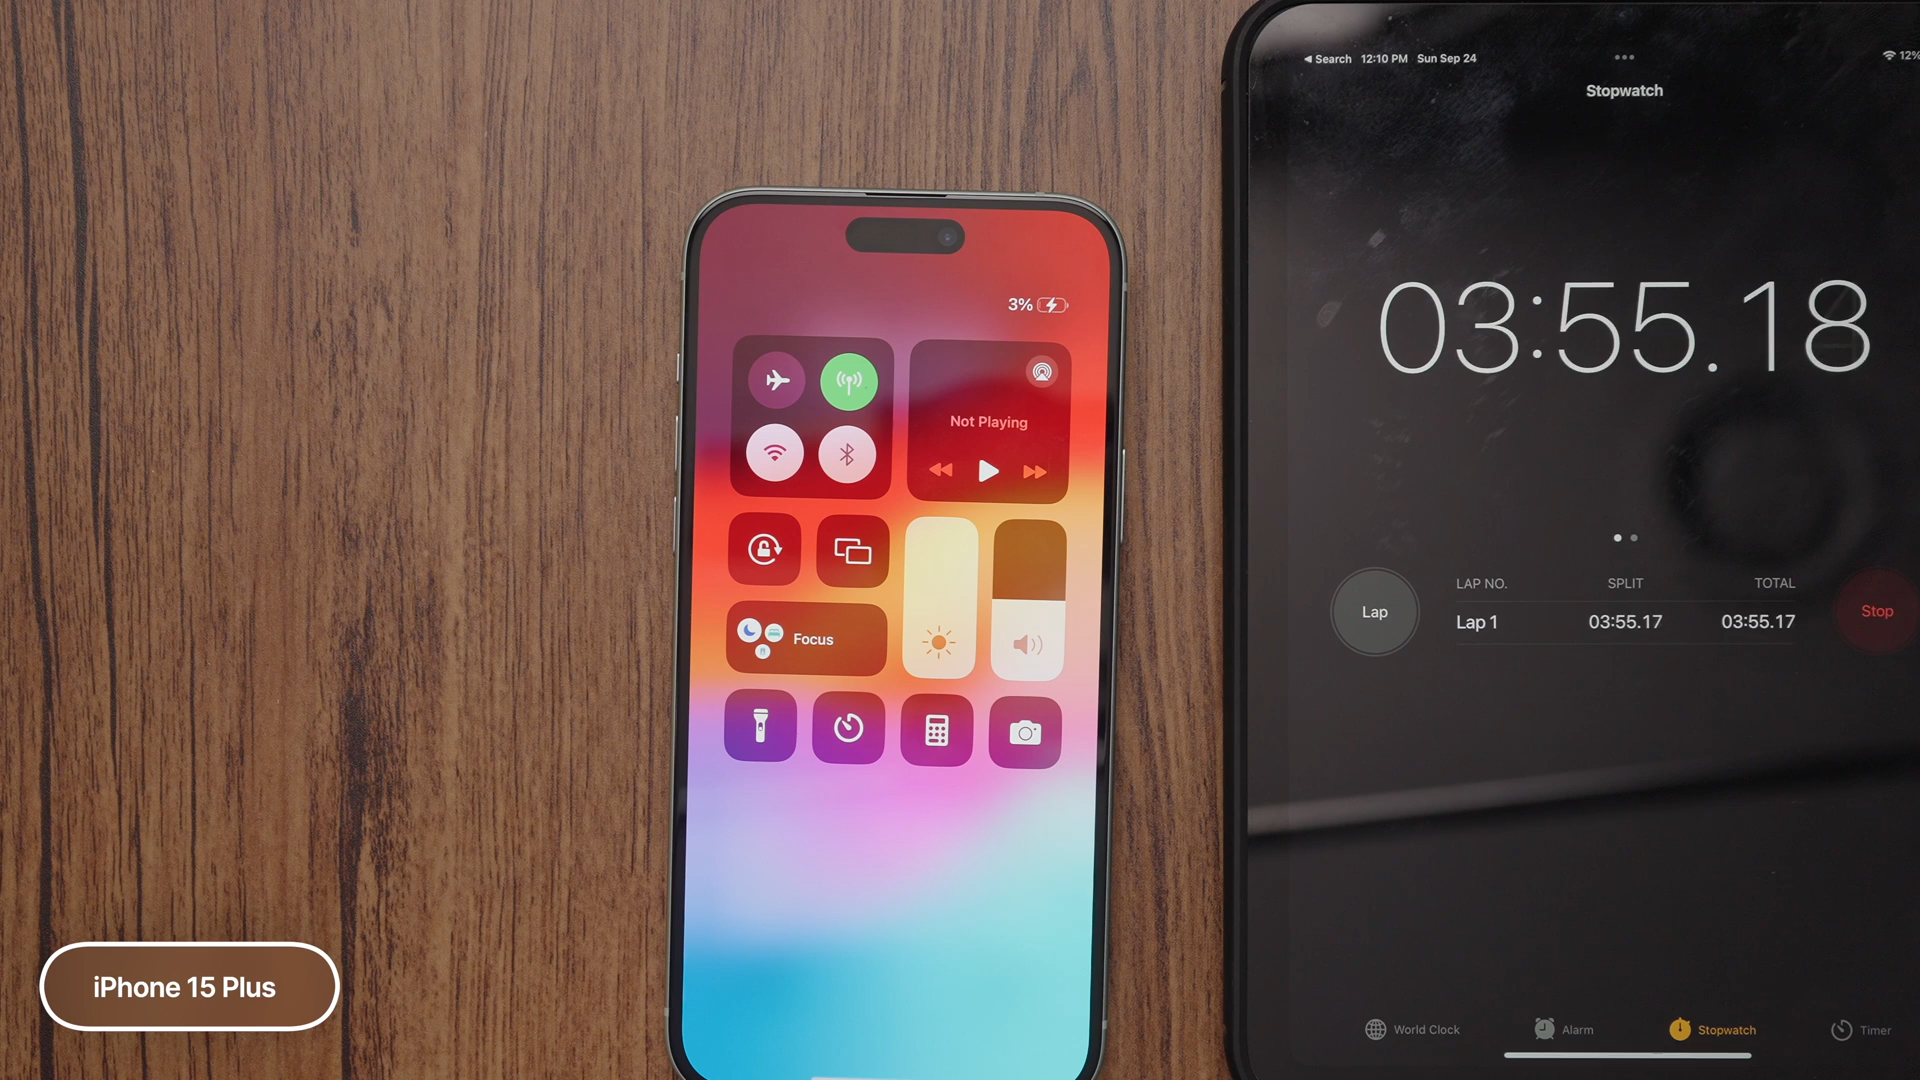 ◀ Search 12:10 PM Sun Sep 24
12%
Stopwatch
03:55.18
3%
Not Playing
Focus
LAP NO. SPLIT TOTAL
Lap
Lap 1 03:55.17 03:55.17
Stop
iPhone 15 Plus
World Clock Alarm Stopwatch Timer